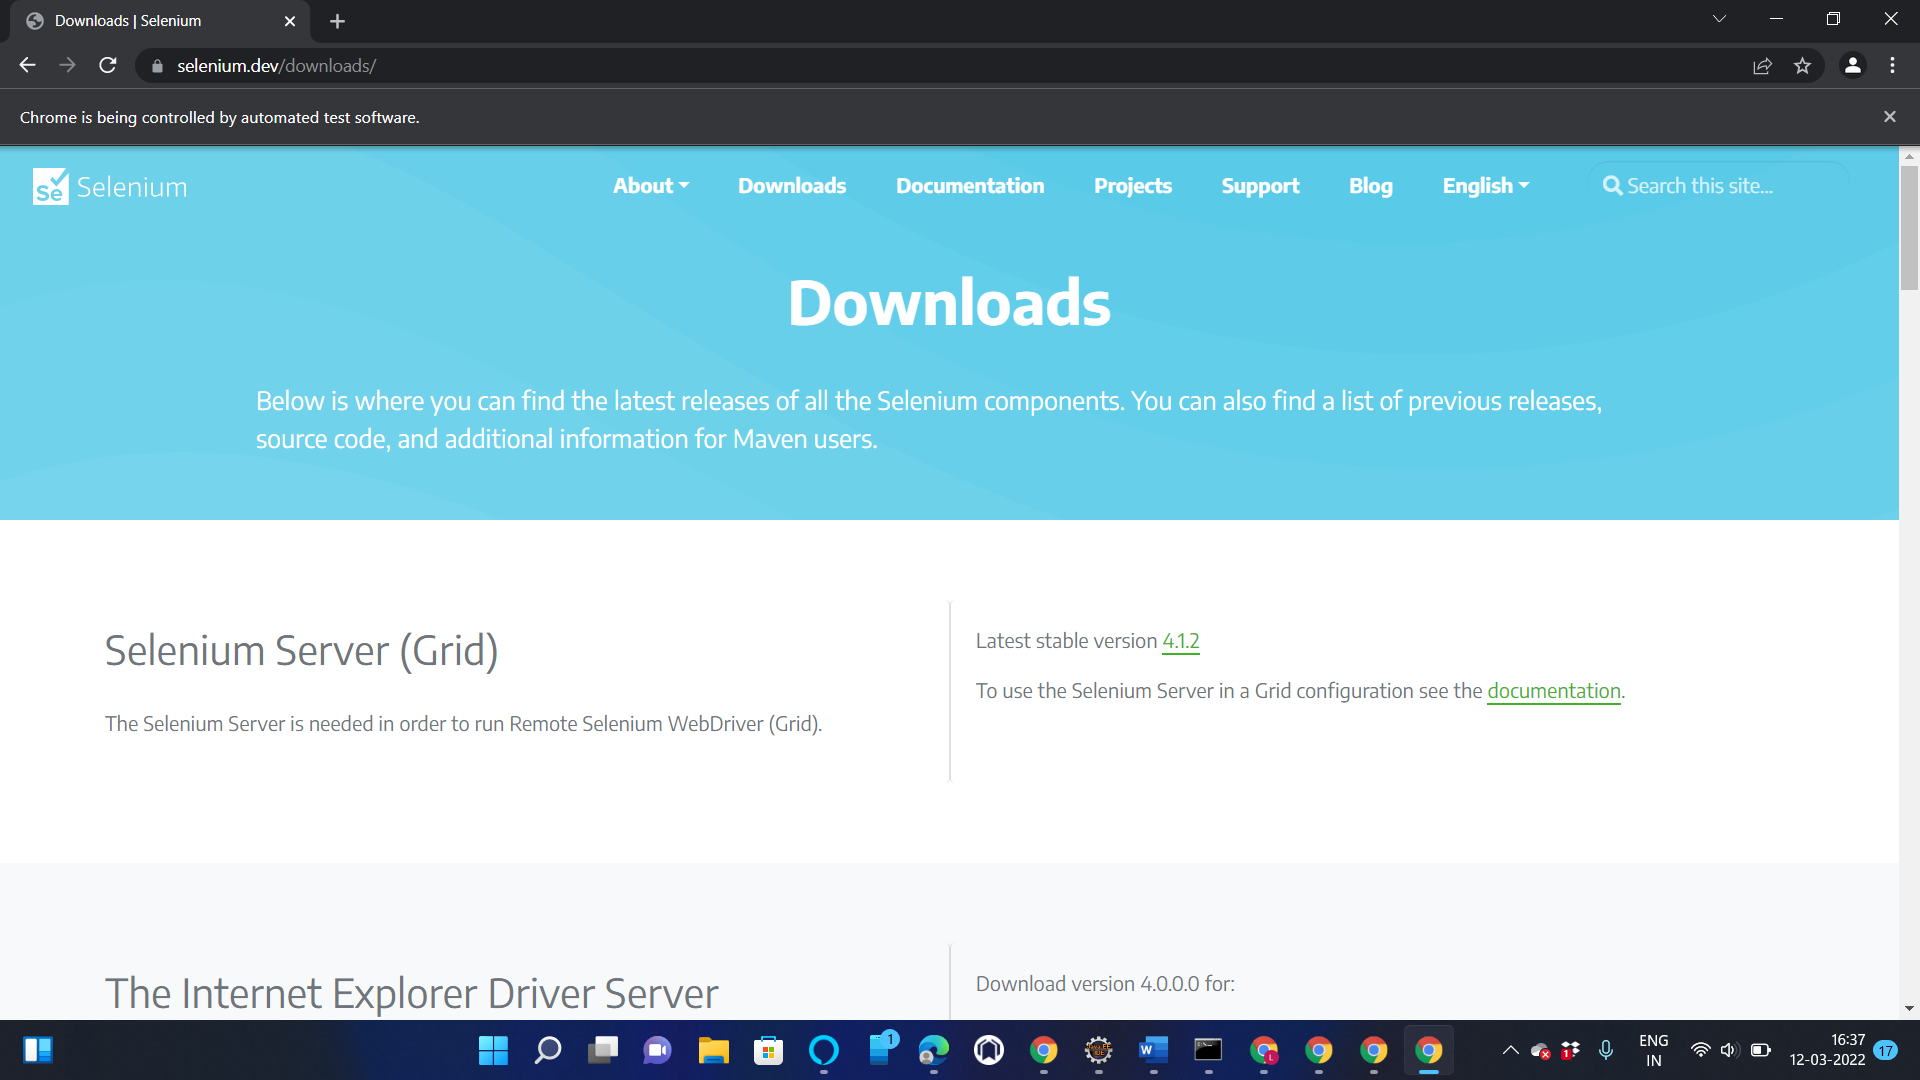 Downloads | Selenium
selenium.dev/downloads/
Chrome is being controlled by automated test software.
Se Selenium
About Downloads Documentation Projects Support Blog English Search this site...
Downloads
Below is where you can find the latest releases of all the Selenium components. You can also find a list of previous releases,
source code, and additional information for Maven users.
Selenium Server (Grid)
The Selenium Server is needed in order to run Remote Selenium WebDriver (Grid).
Latest stable version 4.1.2
To use the Selenium Server in a Grid configuration see the documentation.
The Internet Explorer Driver Server
Download version 4.0.0.0 for:
1
W
L
1
ENG
IN
16:37
12-03-2022
17